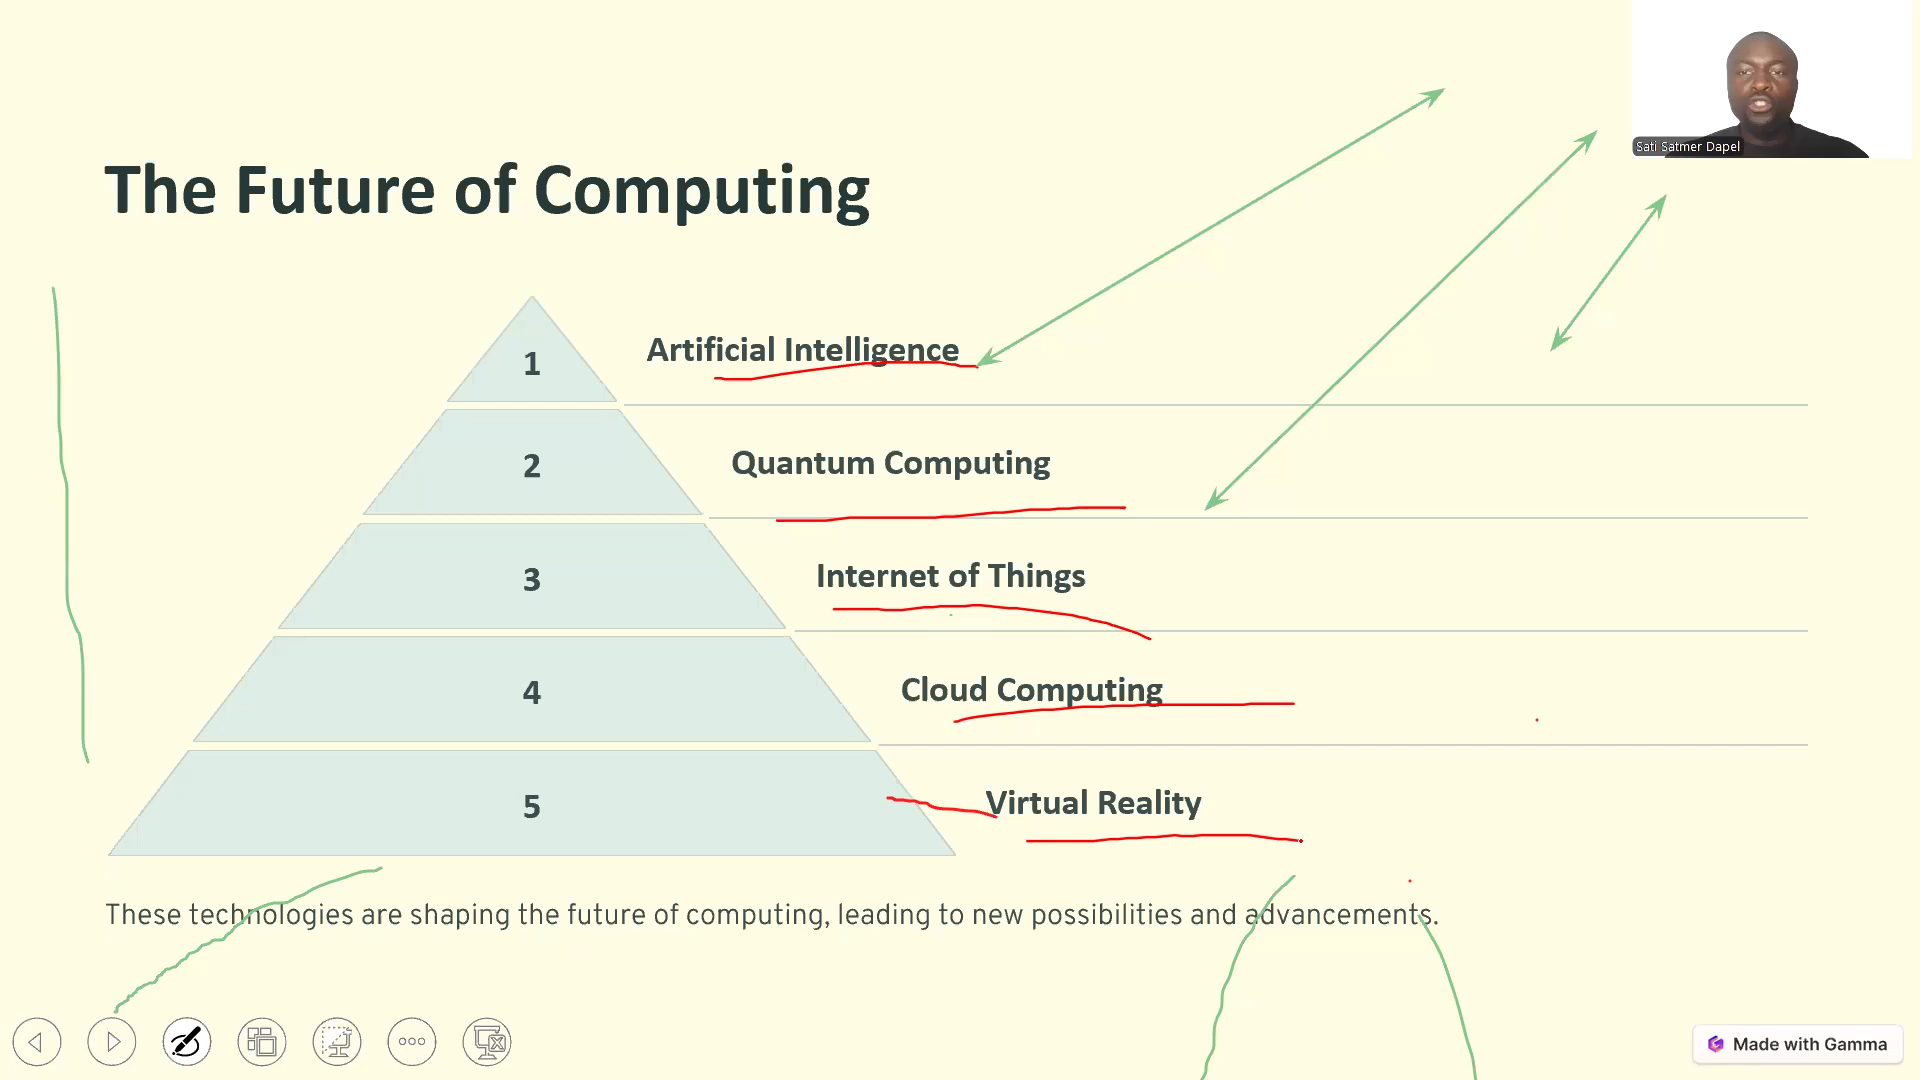 Sati Satmer Dapel
The Future of Computing
1
Artificial Intelligence
2
Quantum Computing
3
Internet of Things
4
Cloud Computing
5
Virtual Reality
These technologies are shaping the future of computing, leading to new possibilities and advancements.
Made with Gamma